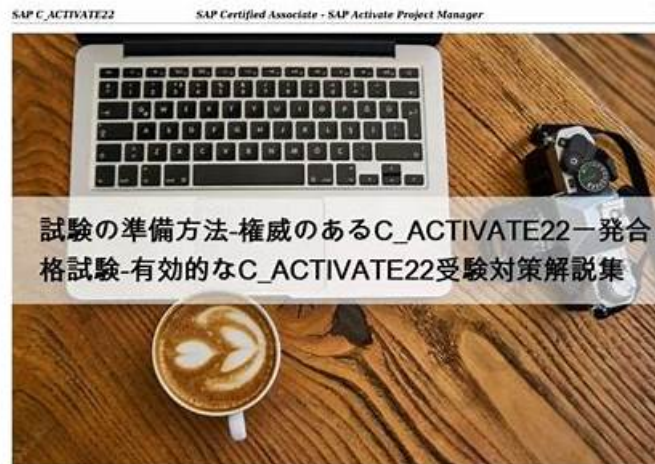 SAP C_ACTIVATE22 SAP Certified Associate - SAP Activate Project Manager
試験の準備方法-権威のあるC_ACTIVATE22一発合
格試験-有効的なC_ACTIVATE22受験対策解説集